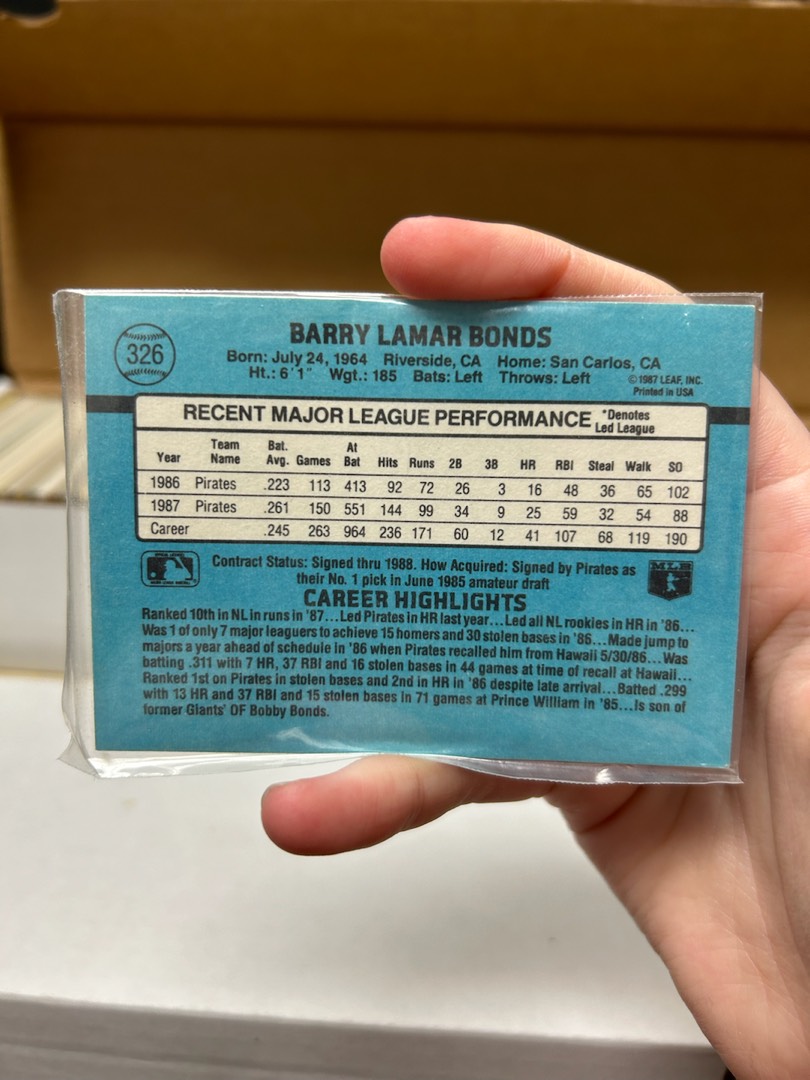 326
BARRY LAMAR BONDS
Born: July 24, 1964 Riverside, CA Home: San Carlos, CA
Ht.: 6'1" Wgt.: 185 Bats: Left Throws: Left
©1987 LEAF, INC.
Printed in USA
RECENT MAJOR LEAGUE PERFORMANCE *Denotes Led League
Year Team Name Bat. Avg. Games At Bat Hits Runs 2B 3B HR RBI Steal Walk SO
1986 Pirates .223 113 413 92 72 26 3 16 48 36 65 102
1987 Pirates .261 150 551 144 99 34 9 25 59 32 54 88
Career .245 263 964 236 171 60 12 41 107 68 119 190
Contract Status: Signed thru 1988. How Acquired: Signed by Pirates as
their No. 1 pick in June 1985 amateur draft
MLB
CAREER HIGHLIGHTS
Ranked 10th in NL in runs in '87...Led Pirates in HR last year...Led all NL rookies in HR in '86...
Was 1 of only 7 major leaguers to achieve 15 homers and 30 stolen bases in '86...Made jump to
majors a year ahead of schedule in '86 when Pirates recalled him from Hawaii 5/30/86...Was
batting .311 with 7 HR, 37 RBI and 16 stolen bases in 44 games at time of recall at Hawaii...
Ranked 1st on Pirates in stolen bases and 2nd in HR in '86 despite late arrival...Batted .299
with 13 HR and 37 RBI and 15 stolen bases in 71 games at Prince William in '85...Is son of
former Giants' OF Bobby Bonds.